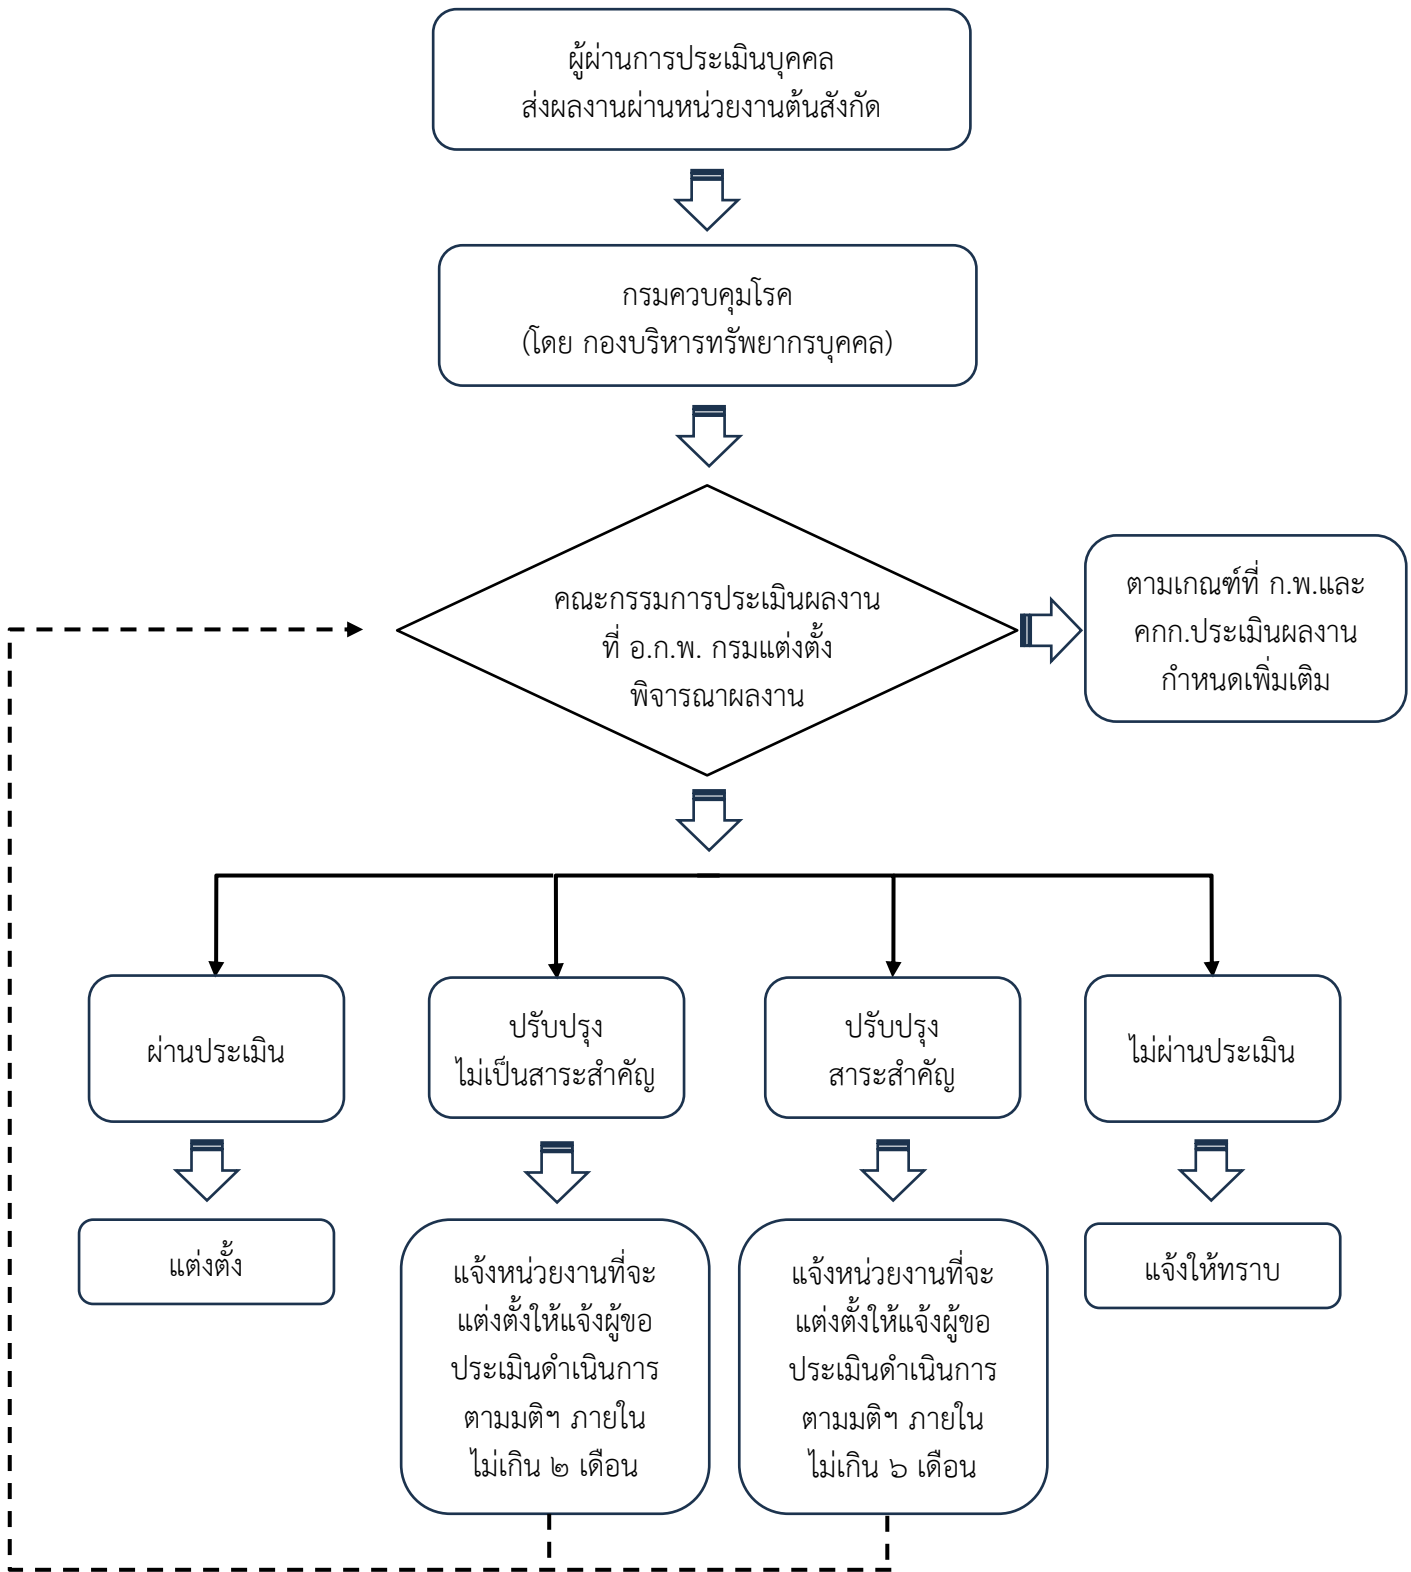 ผู้ผ่านการประเมินบุคคล
ส่งผลงานผ่านหน่วยงานต้นสังกัด
กรมควบคุมโรค
(โดย กองบริหารทรัพยากรบุคคล)
คณะกรรมการประเมินผลงาน
ที่ อ.ก.พ. กรมแต่งตั้ง
พิจารณาผลงาน
ตามเกณฑ์ที่ ก.พ.และ
คกก.ประเมินผลงาน
กำหนดเพิ่มเติม
ผ่านประเมิน
ปรับปรุง
ไม่เป็นสาระสำคัญ
ปรับปรุง
สาระสำคัญ
ไม่ผ่านประเมิน
แต่งตั้ง
แจ้งหน่วยงานที่จะ
แต่งตั้งให้แจ้งผู้ขอ
ประเมินดำเนินการ
ตามมติฯ ภายใน
ไม่เกิน ๒ เดือน
แจ้งหน่วยงานที่จะ
แต่งตั้งให้แจ้งผู้ขอ
ประเมินดำเนินการ
ตามมติฯ ภายใน
ไม่เกิน ๖ เดือน
แจ้งให้ทราบ